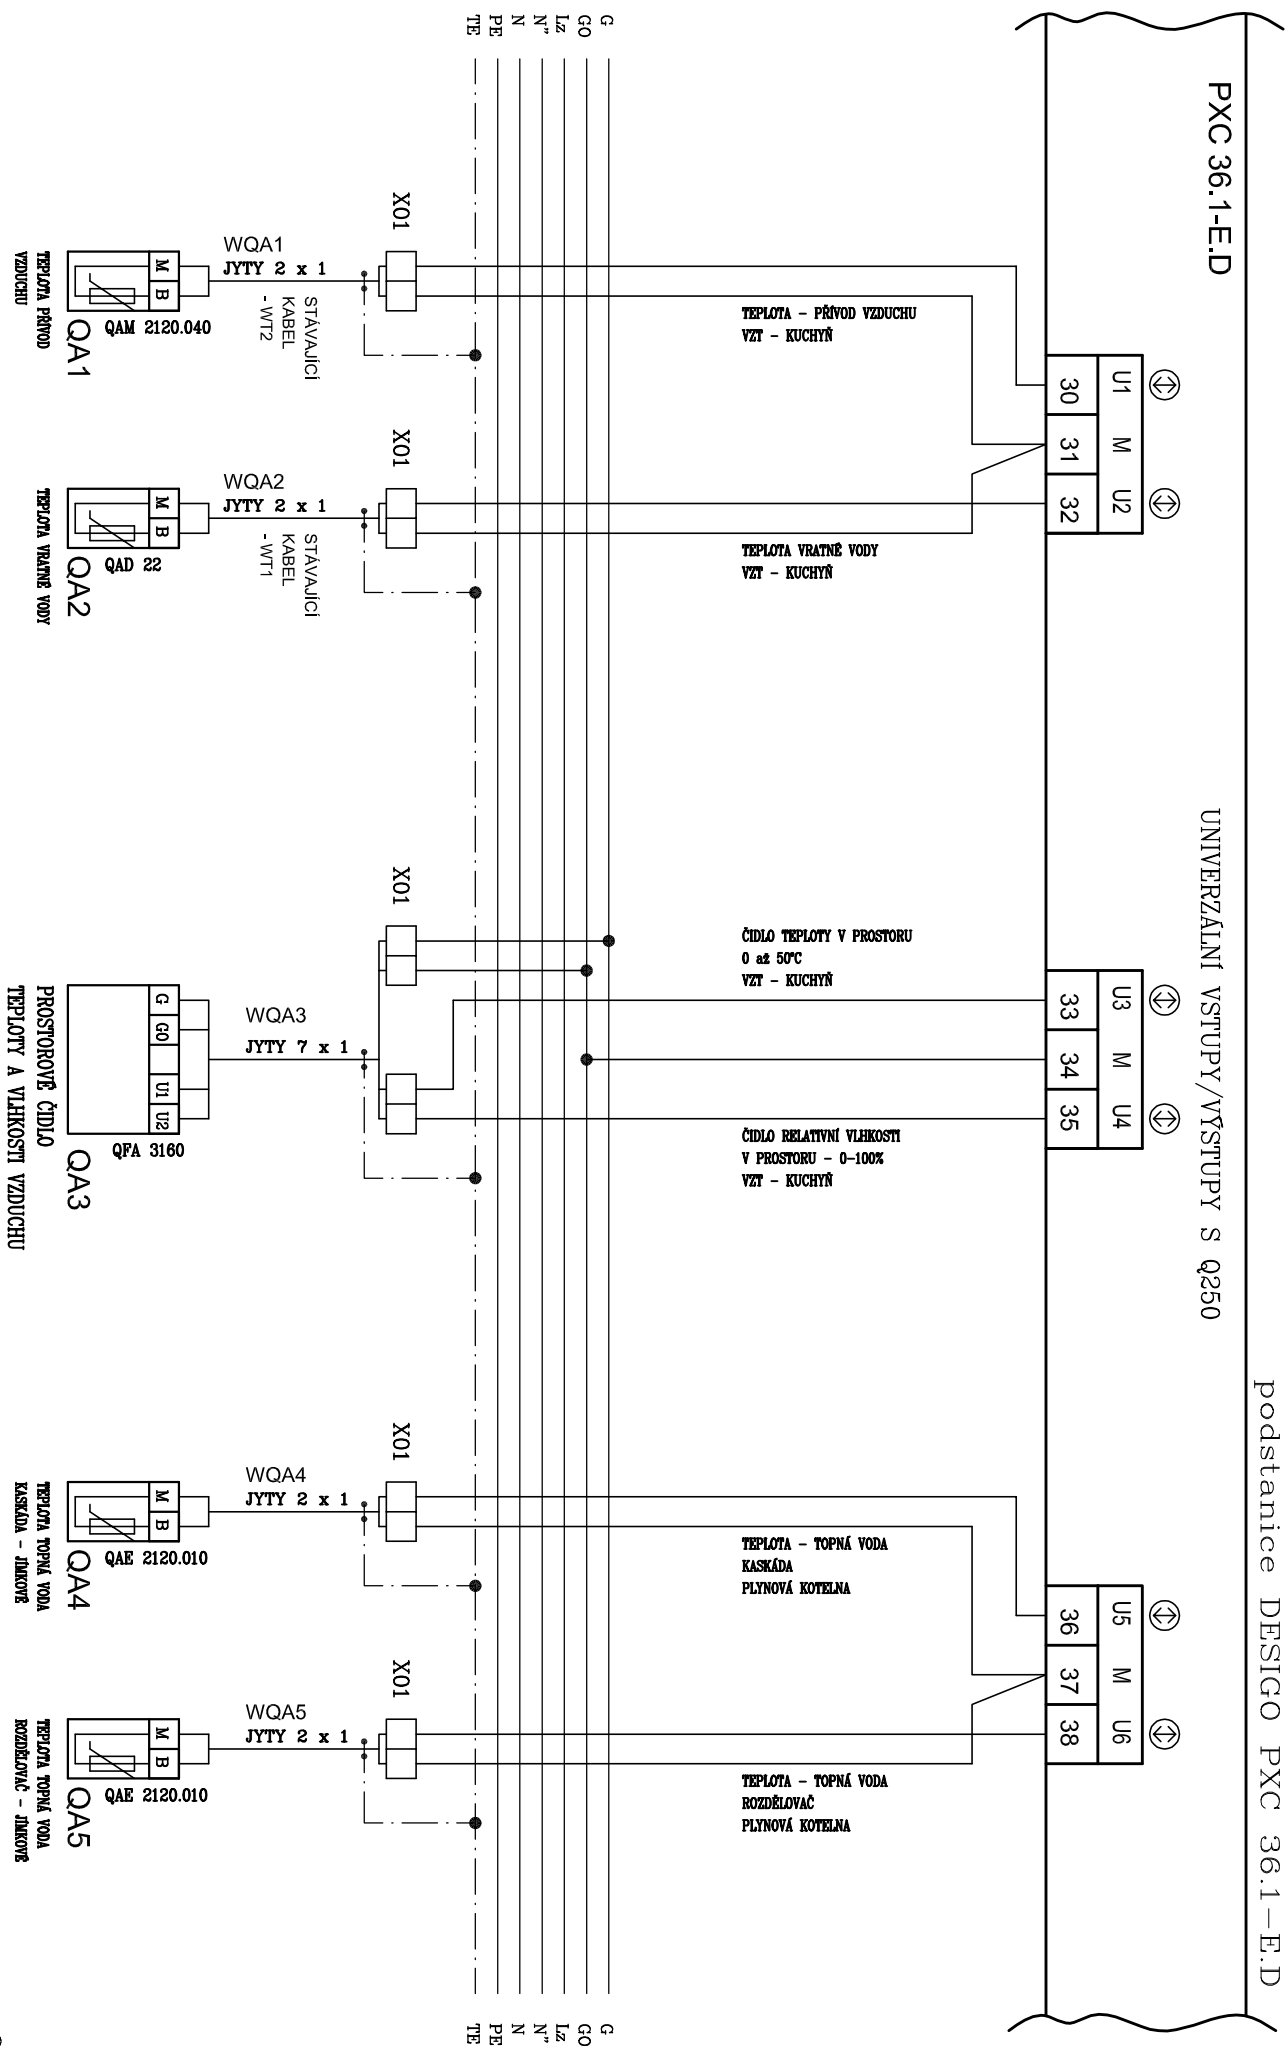 podstanice DESIGO PXC 36.1-E.D
PXC 36.1-E.D
UNIVERZÁLNÍ VSTUPY/VÝSTUPY S Q250
U1 M U2
30 31 32
U3 M U4
33 34 35
U5 M U6
36 37 38
TEPLOTA - PŘÍVOD VZDUCHU
VZT - KUCHYŇ
TEPLOTA VRATNÉ VODY
VZT - KUCHYŇ
ČIDLO TEPLOTY V PROSTORU
0 až 50°C
VZT - KUCHYŇ
ČIDLO RELATIVNÍ VLHKOSTI
V PROSTORU - 0-100%
VZT - KUCHYŇ
TEPLOTA - TOPNÁ VODA
KASKÁDA
PLYNOVÁ KOTELNA
TEPLOTA - TOPNÁ VODA
ROZDĚLOVAČ
PLYNOVÁ KOTELNA
G
G0
Lz
N"
N
PE
TE
G
G0
Lz
N"
N
PE
TE
X01
WQA1
JYTY 2 x 1
STÁVAJÍCÍ
KABEL
- WT2
M B
QAM 2120.040
QA1
TEPLOTA PŘÍVOD
VZDUCHU
X01
WQA2
JYTY 2 x 1
STÁVAJÍCÍ
KABEL
- WT1
M B
QAD 22
QA2
TEPLOTA VRATNÉ VODY
X01
WQA3
JYTY 7 x 1
G G0 U1 U2
QFA 3160
QA3
PROSTOROVÉ ČIDLO
TEPLOTY A VLHKOSTI VZDUCHU
X01
WQA4
JYTY 2 x 1
M B
QAE 2120.010
QA4
TEPLOTA TOPNÁ VODA
KASKÁDA - JÍMKOVÉ
X01
WQA5
JYTY 2 x 1
M B
QAE 2120.010
QA5
TEPLOTA TOPNÁ VODA
ROZDĚLOVAČ - JÍMKOVÉ